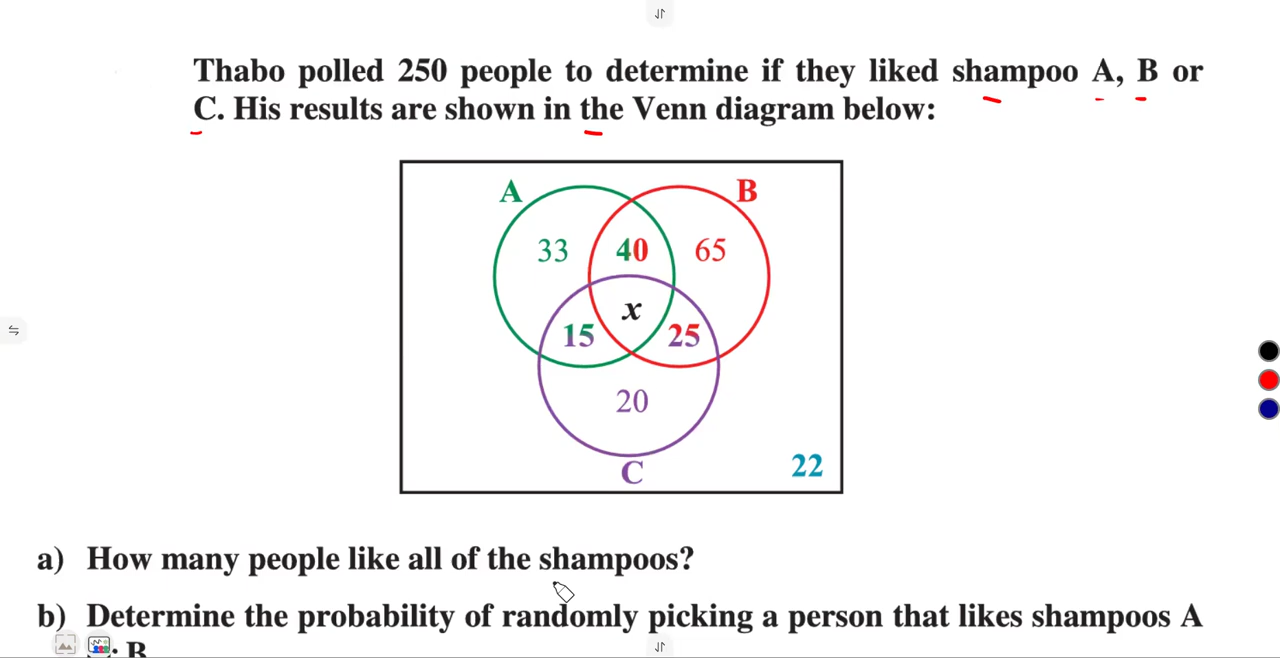 Thabo polled 250 people to determine if they liked shampoo A, B or
C. His results are shown in the Venn diagram below:
A
B
33
40
65
x
15
25
20
22
C
a) How many people like all of the shampoos?
b) Determine the probability of randomly picking a person that likes shampoos A
B